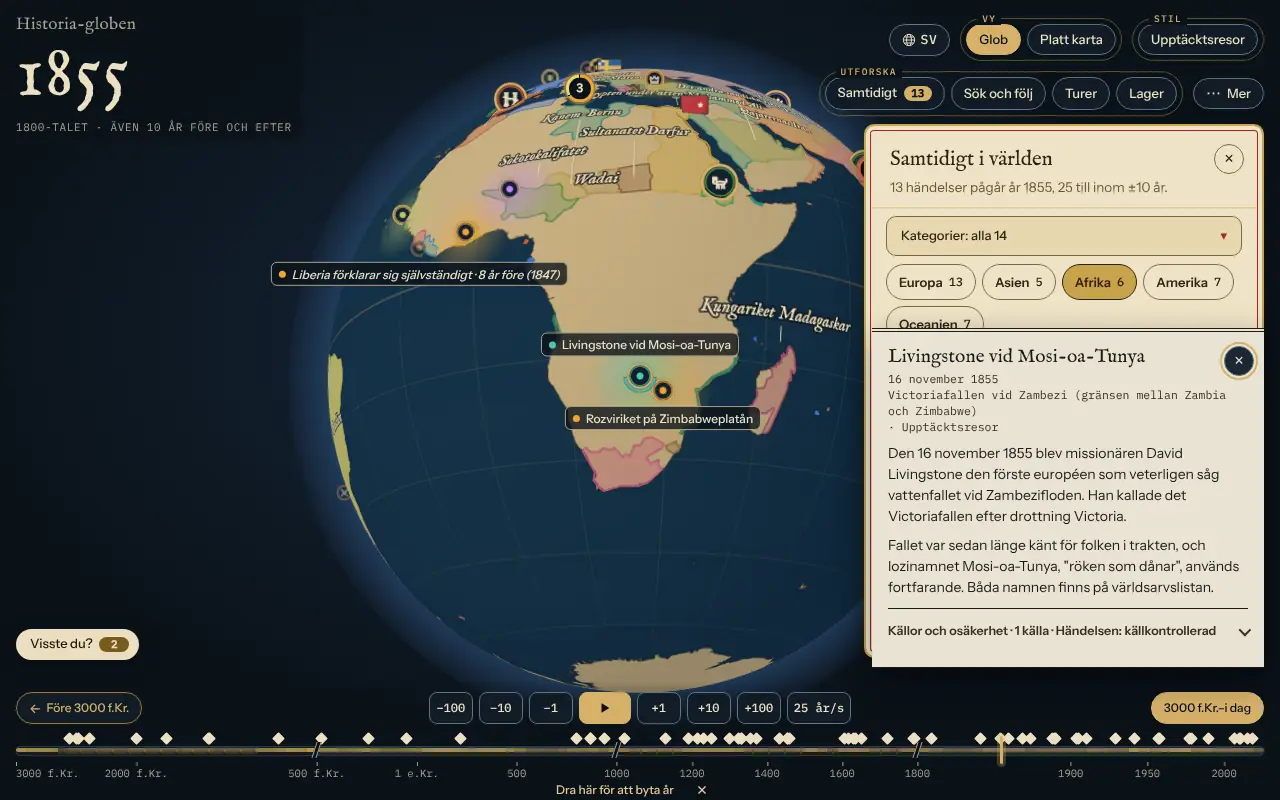 Historia-globen
1855
1800-TALET · ÄVEN 10 ÅR FÖRE OCH EFTER
SV
VY
Glob
Platt karta
STIL
Upptäcktsresor
UTFORSKA
Samtidigt 13
Sök och följ
Turer
Lager
··· Mer
3
Kanem-Bornu
Sultanatet Darfur
Sokotokalifatet
Wadai
Liberia förklarar sig självständigt · 8 år före (1847)
Kungariket Madagaskar
Livingstone vid Mosi-oa-Tunya
Rozviriket på Zimbabweplatån
Samtidigt i världen
×
13 händelser pågår år 1855, 25 till inom ±10 år.
Kategorier: alla 14
Europa 13
Asien 5
Afrika 6
Amerika 7
Oceanien 7
Livingstone vid Mosi-oa-Tunya
×
16 november 1855
Victoriafallen vid Zambezi (gränsen mellan Zambia
och Zimbabwe)
· Upptäcktsresor
Den 16 november 1855 blev missionären David
Livingstone den förste européen som veterligen såg
vattenfallet vid Zambezifloden. Han kallade det
Victoriafallen efter drottning Victoria.
Fallet var sedan länge känt för folken i trakten, och
lozinamnet Mosi-oa-Tunya, "röken som dånar", används
fortfarande. Båda namnen finns på världsarvslistan.
Källor och osäkerhet · 1 källa · Händelsen: källkontrollerad
Visste du? 2
← Före 3000 f.Kr.
−100
−10
−1
+1
+10
+100
25 år/s
3000 f.Kr.–i dag
3000 f.Kr.
2000 f.Kr.
500 f.Kr.
1 e.Kr.
500
1000
1200
1400
1600
1800
1900
1950
2000
Dra här för att byta år ×